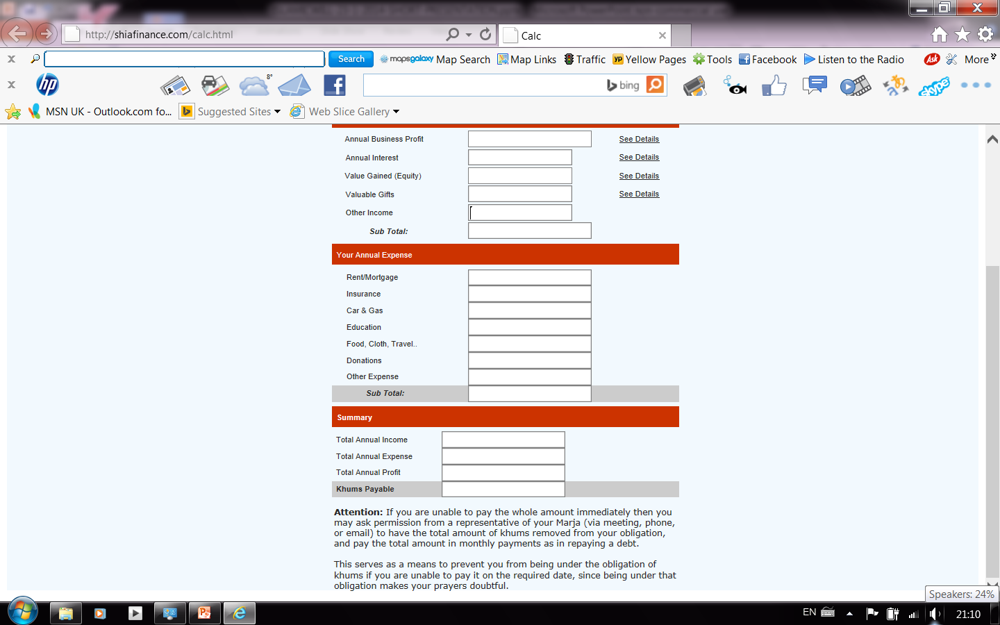 http://shiafinance.com/calc.html
Calc
Search
mapsgalaxy Map Search Map Links Traffic YP Yellow Pages Tools Facebook Listen to the Radio Ask More
hp 8° bing skype
MSN UK - Outlook.com fo... Suggested Sites Web Slice Gallery
Annual Business Profit See Details
Annual Interest See Details
Value Gained (Equity) See Details
Valuable Gifts See Details
Other Income
Sub Total:
Your Annual Expense
Rent/Mortgage
Insurance
Car & Gas
Education
Food, Cloth, Travel..
Donations
Other Expense
Sub Total:
Summary
Total Annual Income
Total Annual Expense
Total Annual Profit
Khums Payable
Attention: If you are unable to pay the whole amount immediately then you
may ask permission from a representative of your Marja (via meeting, phone,
or email) to have the total amount of khums removed from your obligation,
and pay the total amount in monthly payments as in repaying a debt.
This serves as a means to prevent you from being under the obligation of
khums if you are unable to pay it on the required date, since being under that
obligation makes your prayers doubtful.
Speakers: 24%
EN 21:10